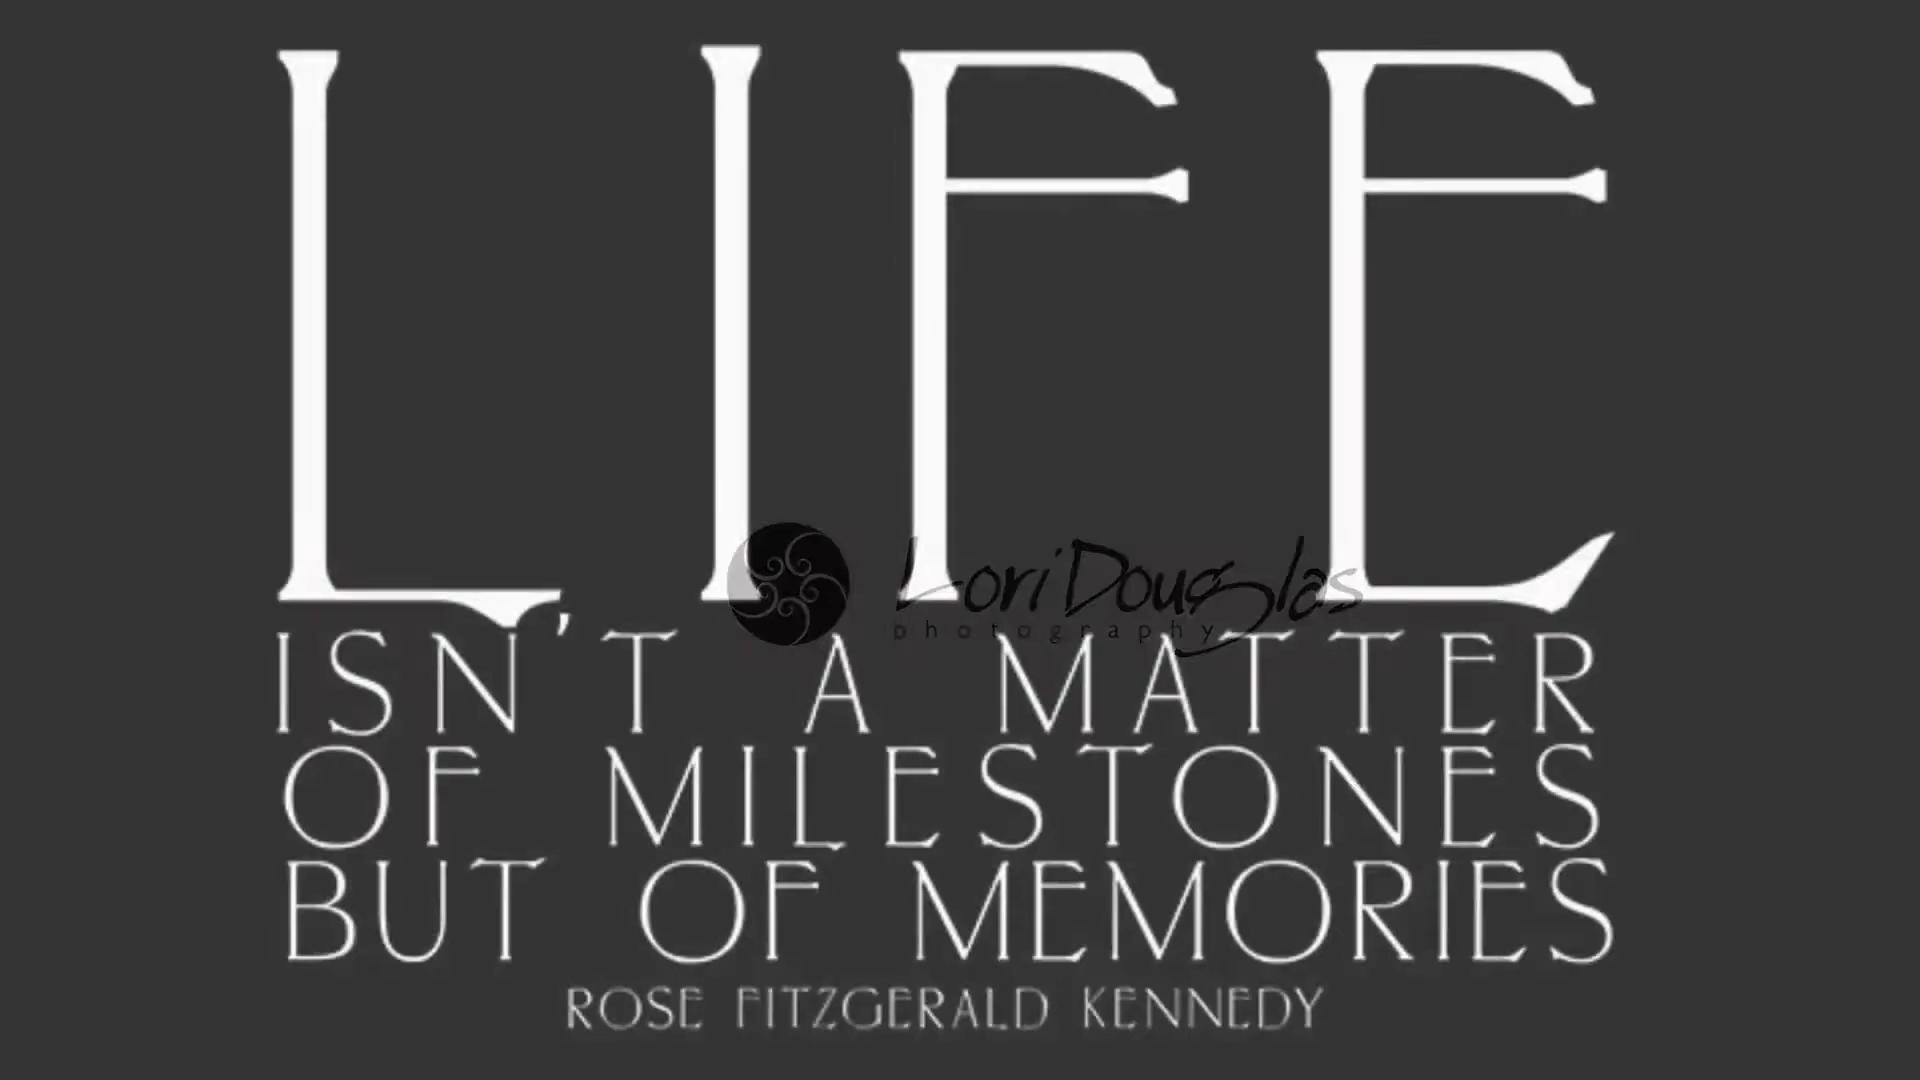 LIFE
Lori Douglas
photography
ISN'T A MATTER
OF MILESTONES
BUT OF MEMORIES
ROSE FITZGERALD KENNEDY